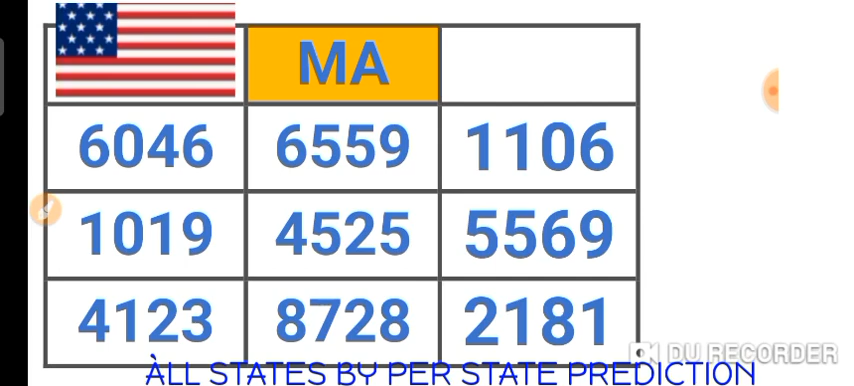 MA
6046 6559 1106
1019 4525 5569
4123 8728 2181
DU RECORDER
ÀLL STATES BY PER STATE PREDICTION